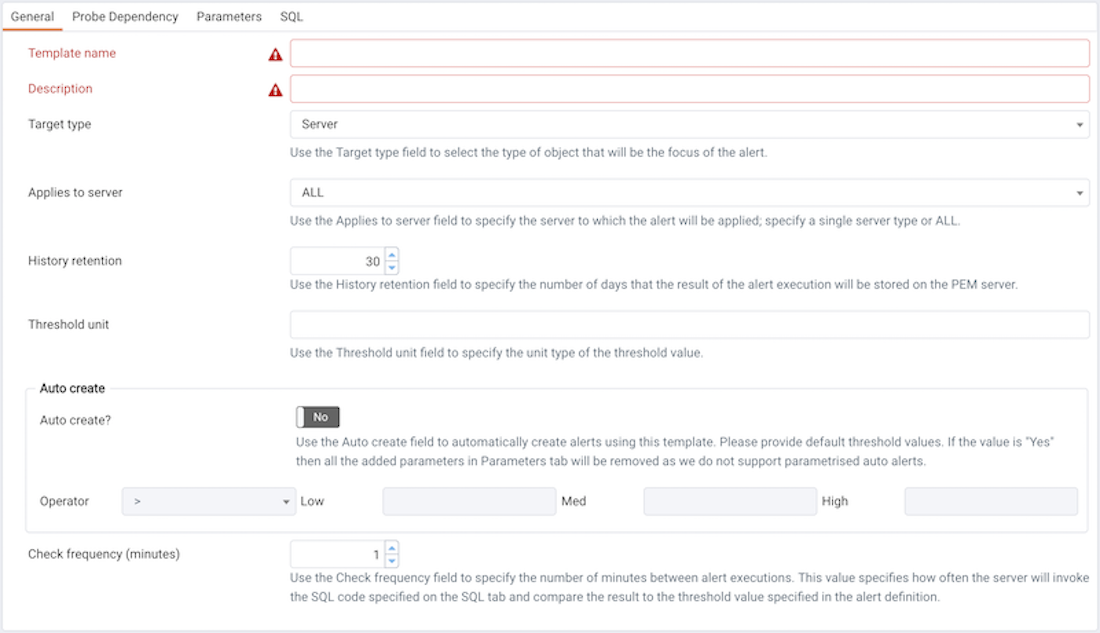 General Probe Dependency Parameters SQL
Template name
Description
Target type Server
Use the Target type field to select the type of object that will be the focus of the alert.
Applies to server ALL
Use the Applies to server field to specify the server to which the alert will be applied; specify a single server type or ALL.
History retention 30
Use the History retention field to specify the number of days that the result of the alert execution will be stored on the PEM server.
Threshold unit
Use the Threshold unit field to specify the unit type of the threshold value.
Auto create
Auto create? No
Use the Auto create field to automatically create alerts using this template. Please provide default threshold values. If the value is "Yes"
then all the added parameters in Parameters tab will be removed as we do not support parametrised auto alerts.
Operator > Low Med High
Check frequency (minutes) 1
Use the Check frequency field to specify the number of minutes between alert executions. This value specifies how often the server will invoke
the SQL code specified on the SQL tab and compare the result to the threshold value specified in the alert definition.